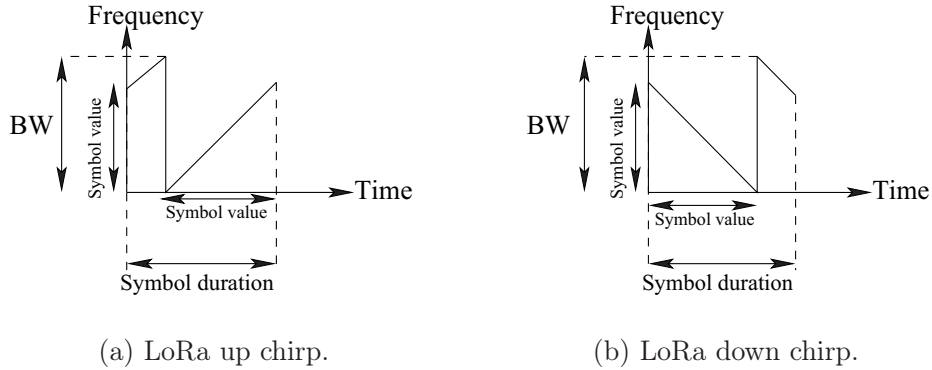 Frequency
BW
Symbol value
Time
Symbol value
Symbol duration
(a) LoRa up chirp.
Frequency
BW
Symbol value
Time
Symbol value
Symbol duration
(b) LoRa down chirp.